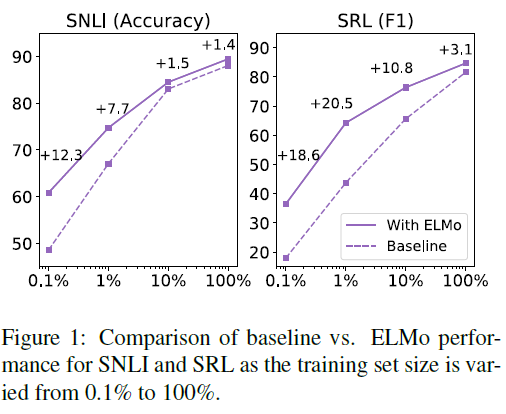 SNLI (Accuracy)
90
80
70
60
50
+12.3
+7.7
+1.5
+1.4
0.1% 1% 10% 100%
SRL (F1)
90
80
70
60
50
40
30
20
+18.6
+20.5
+10.8
+3.1
With ELMo
Baseline
0.1% 1% 10% 100%
Figure 1: Comparison of baseline vs. ELMo perfor-
mance for SNLI and SRL as the training set size is var-
ied from 0.1% to 100%.